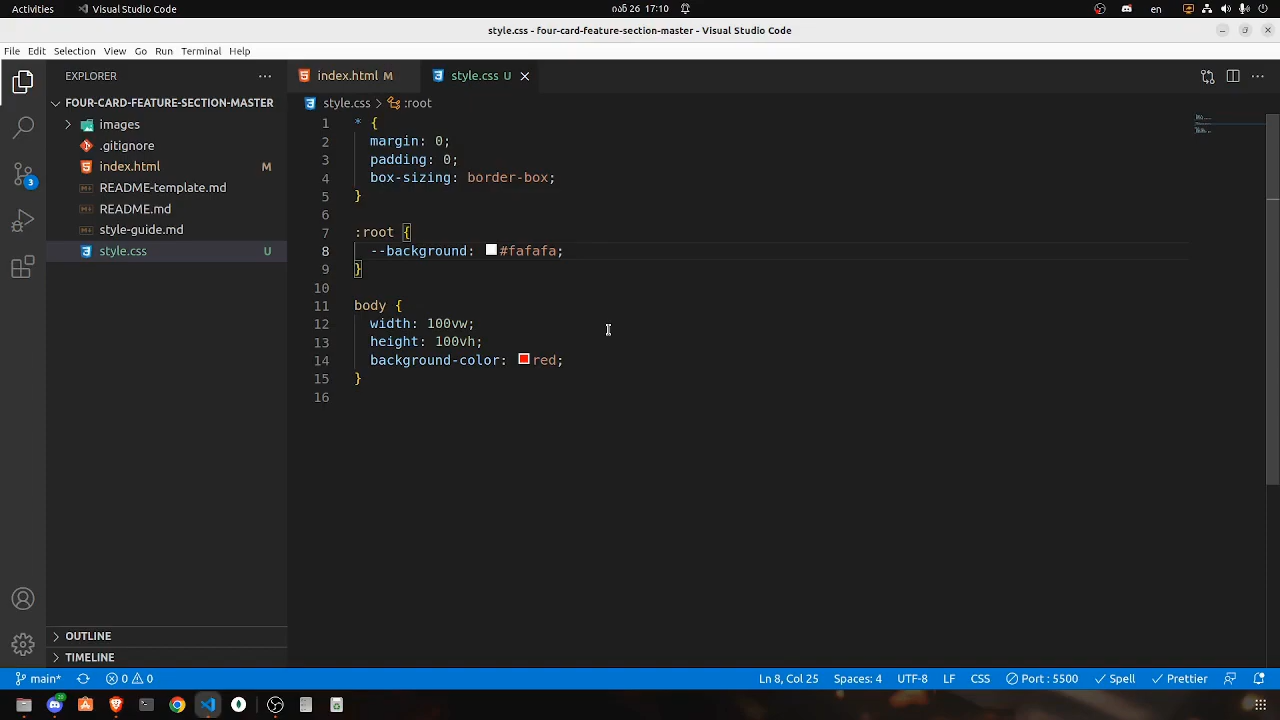 Activities
Visual Studio Code
იან 26 17:10
en
style.css - four-card-feature-section-master - Visual Studio Code
File Edit Selection View Go Run Terminal Help
EXPLORER
index.html M
style.css U
FOUR-CARD-FEATURE-SECTION-MASTER
style.css > :root
images
.gitignore
index.html M
README-template.md
README.md
style-guide.md
style.css U
1 * {
2 margin: 0;
3 padding: 0;
4 box-sizing: border-box;
5 }
6
7 :root {
8 --background: #fafafa;
9 }
10
11 body {
12 width: 100vw;
13 height: 100vh;
14 background-color: red;
15 }
16
3
OUTLINE
TIMELINE
main* 0 0 Ln 8, Col 25 Spaces: 4 UTF-8 LF CSS Port : 5500 Spell Prettier